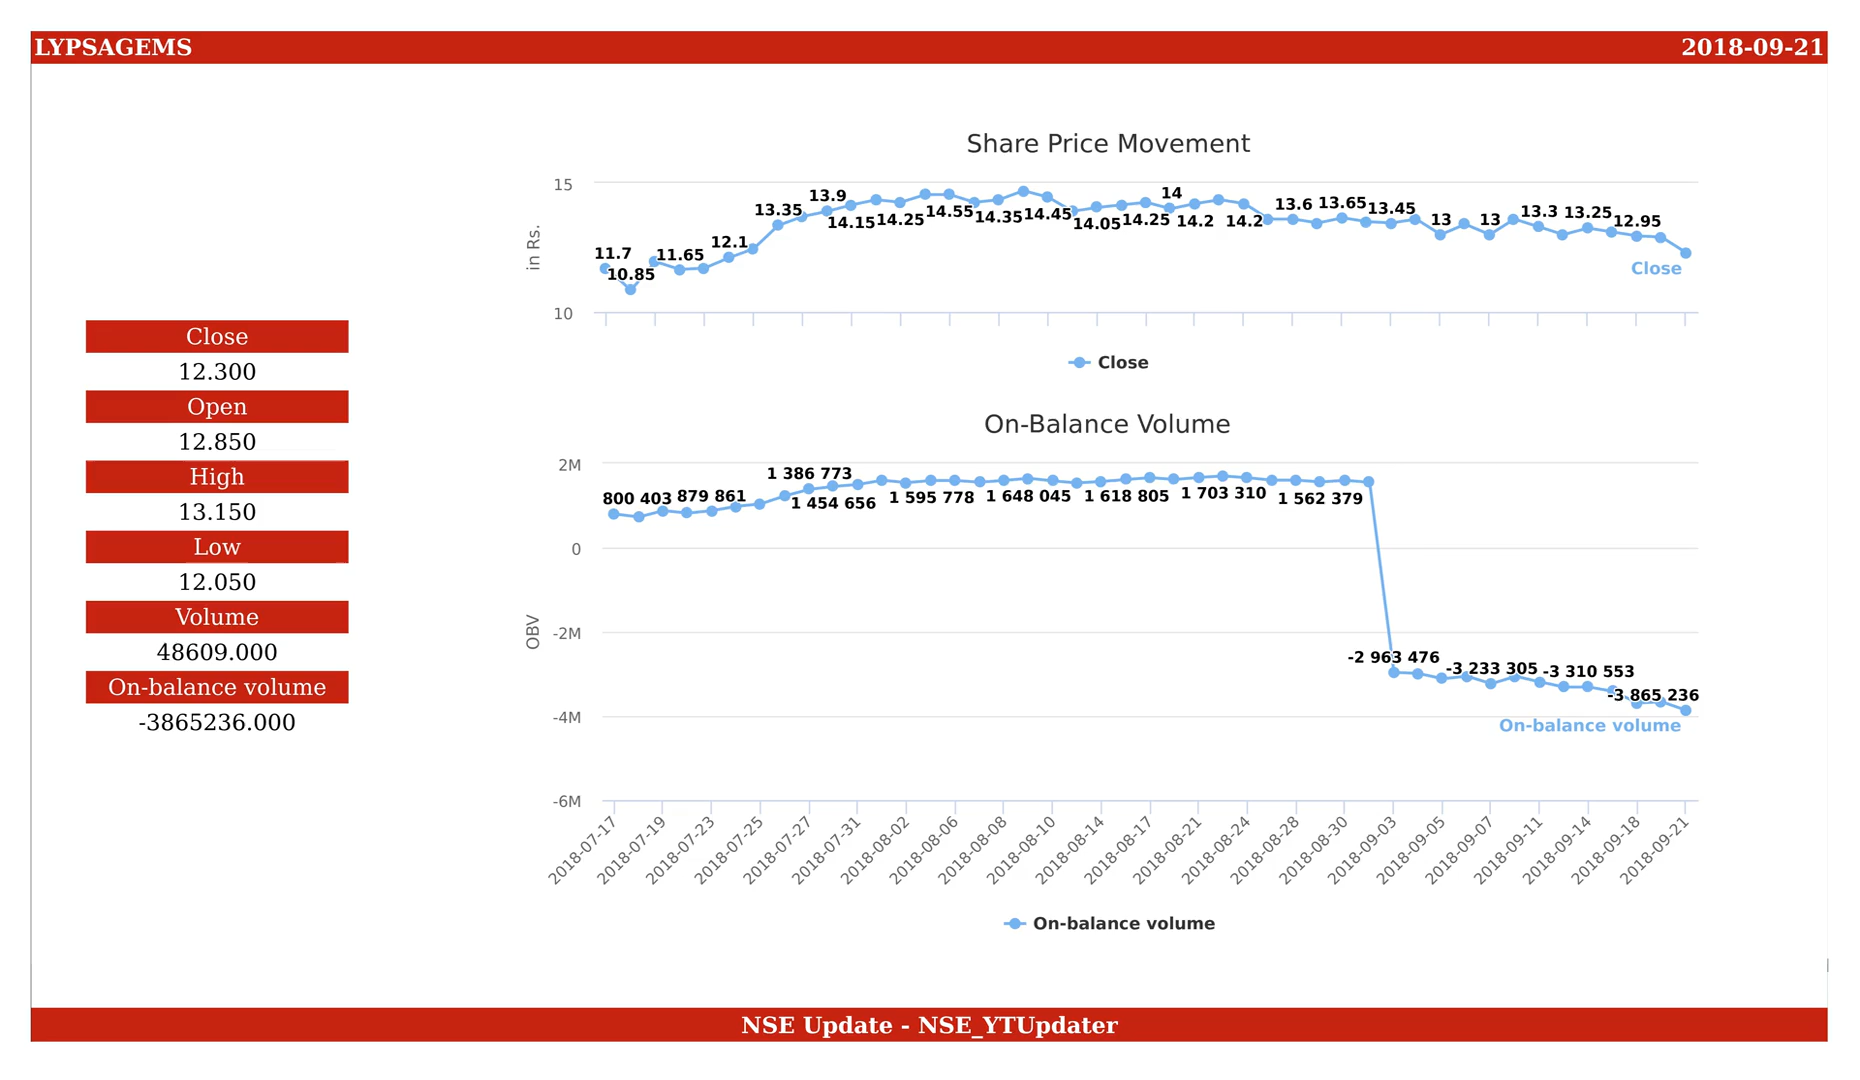 LYPSAGEMS 2018-09-21
Close
12.300
Open
12.850
High
13.150
Low
12.050
Volume
48609.000
On-balance volume
-3865236.000
Share Price Movement
in Rs.
15
10
11.7
10.85
11.65
12.1
13.35
13.9
14.15
14.25
14.55
14.35
14.45
14.05
14.25
14
14.2
14.2
13.6
13.65
13.45
13
13
13.3
13.25
12.95
Close
Close
On-Balance Volume
OBV
2M
0
-2M
-4M
-6M
800 403
879 861
1 386 773
1 454 656
1 595 778
1 648 045
1 618 805
1 703 310
1 562 379
-2 963 476
-3 233 305
-3 310 553
-3 865 236
On-balance volume
2018-07-17
2018-07-19
2018-07-23
2018-07-25
2018-07-27
2018-07-31
2018-08-02
2018-08-06
2018-08-08
2018-08-10
2018-08-14
2018-08-17
2018-08-21
2018-08-24
2018-08-28
2018-08-30
2018-09-03
2018-09-05
2018-09-07
2018-09-11
2018-09-14
2018-09-18
2018-09-21
On-balance volume
NSE Update - NSE_YTUpdater